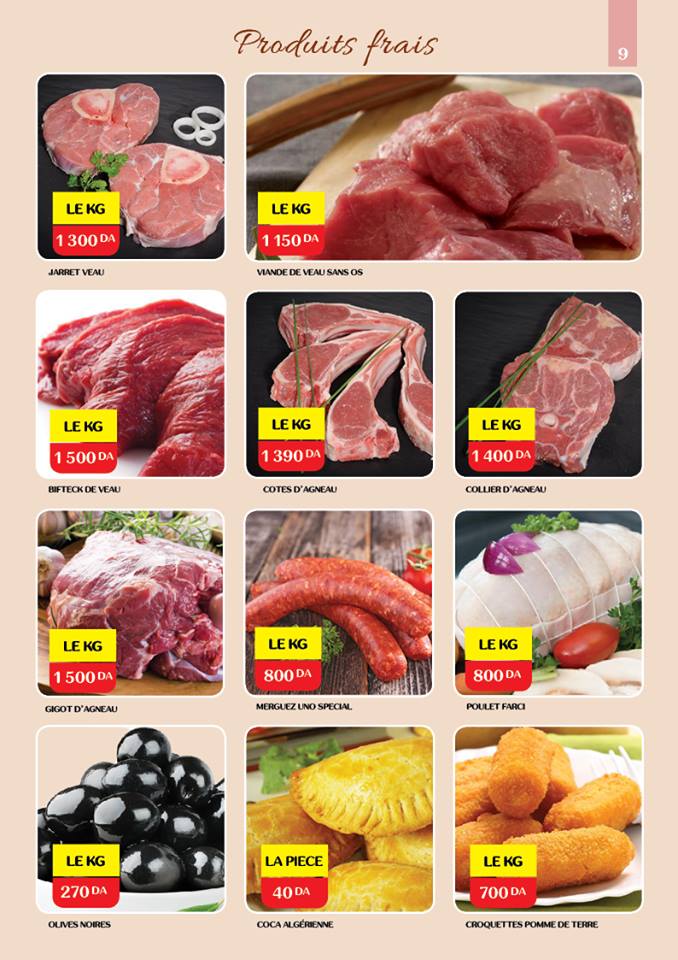 Produits frais
9
LE KG
1 300 DA
JARRET VEAU
LE KG
1 150 DA
VIANDE DE VEAU SANS OS
LE KG
1 500 DA
BIFTECK DE VEAU
LE KG
1 390 DA
COTES D'AGNEAU
LE KG
1 400 DA
COLLIER D'AGNEAU
LE KG
1 500 DA
GIGOT D'AGNEAU
LE KG
800 DA
MERGUEZ UNO SPECIAL
LE KG
800 DA
POULET FARCI
LE KG
270 DA
OLIVES NOIRES
LA PIECE
40 DA
COCA ALGÉRIENNE
LE KG
700 DA
CROQUETTES POMME DE TERRE